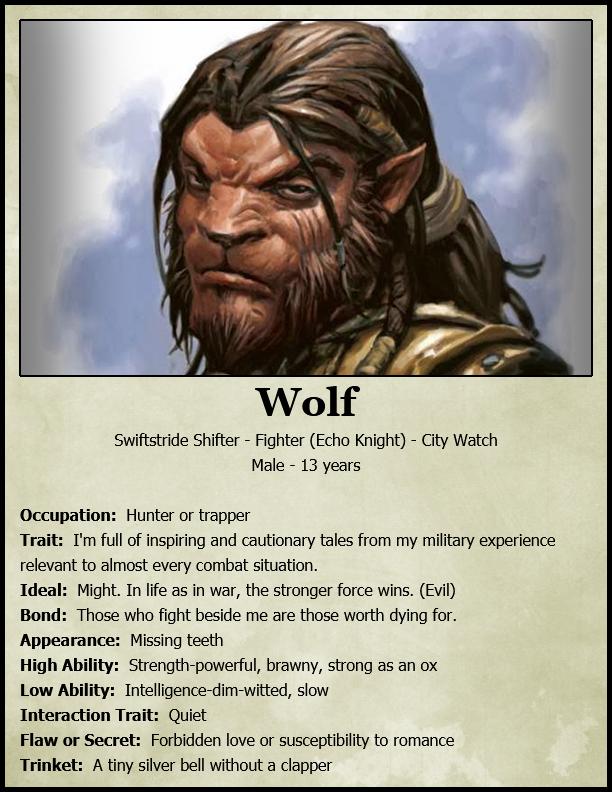 Wolf
Swiftstride Shifter - Fighter (Echo Knight) - City Watch
Male - 13 years
Occupation: Hunter or trapper
Trait: I'm full of inspiring and cautionary tales from my military experience
relevant to almost every combat situation.
Ideal: Might. In life as in war, the stronger force wins. (Evil)
Bond: Those who fight beside me are those worth dying for.
Appearance: Missing teeth
High Ability: Strength-powerful, brawny, strong as an ox
Low Ability: Intelligence-dim-witted, slow
Interaction Trait: Quiet
Flaw or Secret: Forbidden love or susceptibility to romance
Trinket: A tiny silver bell without a clapper